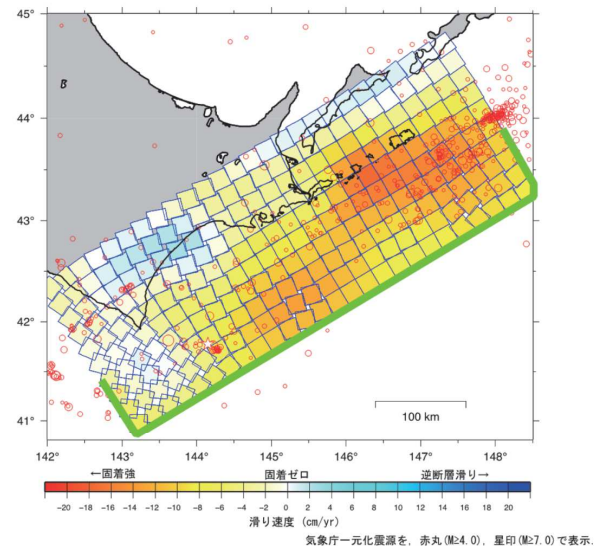 45°
44°
43°
42°
41°
100 km
142 143 144 145 146 147 148
←固着強 固着ゼロ 逆断層滑り→
-20 -18 -16 -14 -12 -10 -8 -6 -4 -2 0 2 4 6 8 10 12 14 16 18 20
滑り速度 (cm/yr)
気象庁一元化震源を, 赤丸(M≥4.0), 星印(M≥7.0)で表示.